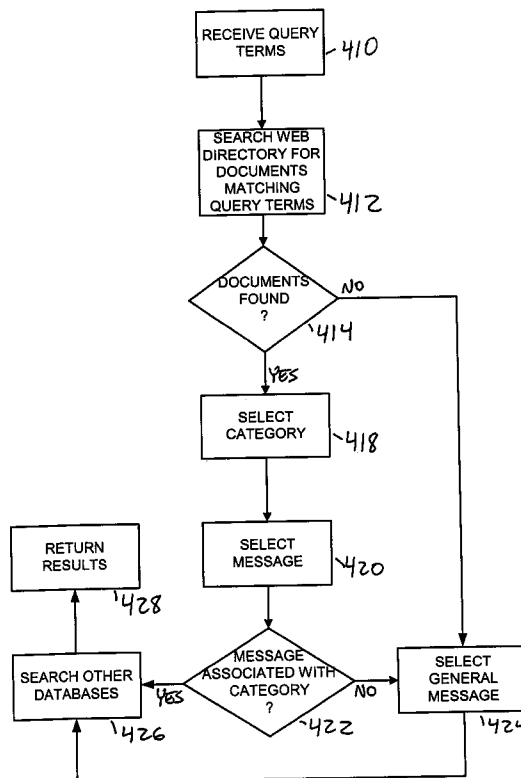 RECEIVE QUERY
TERMS
410
SEARCH WEB
DIRECTORY FOR
DOCUMENTS
MATCHING
QUERY TERMS
412
DOCUMENTS
FOUND
?
414
NO
YES
SELECT
CATEGORY
418
SELECT
MESSAGE
420
RETURN
RESULTS
428
MESSAGE
ASSOCIATED WITH
CATEGORY
?
422
YES
NO
SEARCH OTHER
DATABASES
426
SELECT
GENERAL
MESSAGE
424